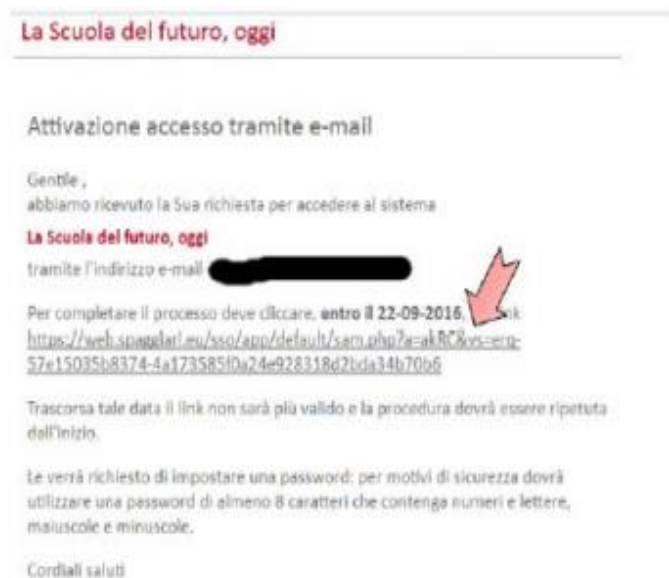 La Scuola del futuro, oggi
Attivazione accesso tramite e-mail
Gentile ,
abbiamo ricevuto la Sua richiesta per accedere al sistema
La Scuola del futuro, oggi
tramite l'indirizzo e-mail
Per completare il processo deve cliccare, entro il 22-09-2016,
https://web.spaggiari.eu/sso/app/default/sam.php?a=akRC&vs=erq-
57e15035b8374-4a173585f0a24e928318d2bda34b70b6
Trascorsa tale data il link non sarà più valido e la procedura dovrà essere ripetuta
dall'inizio.
Le verrà richiesto di impostare una password: per motivi di sicurezza dovrà
utilizzare una password di almeno 8 caratteri che contenga numeri e lettere,
maiuscole e minuscole.
Cordiali saluti